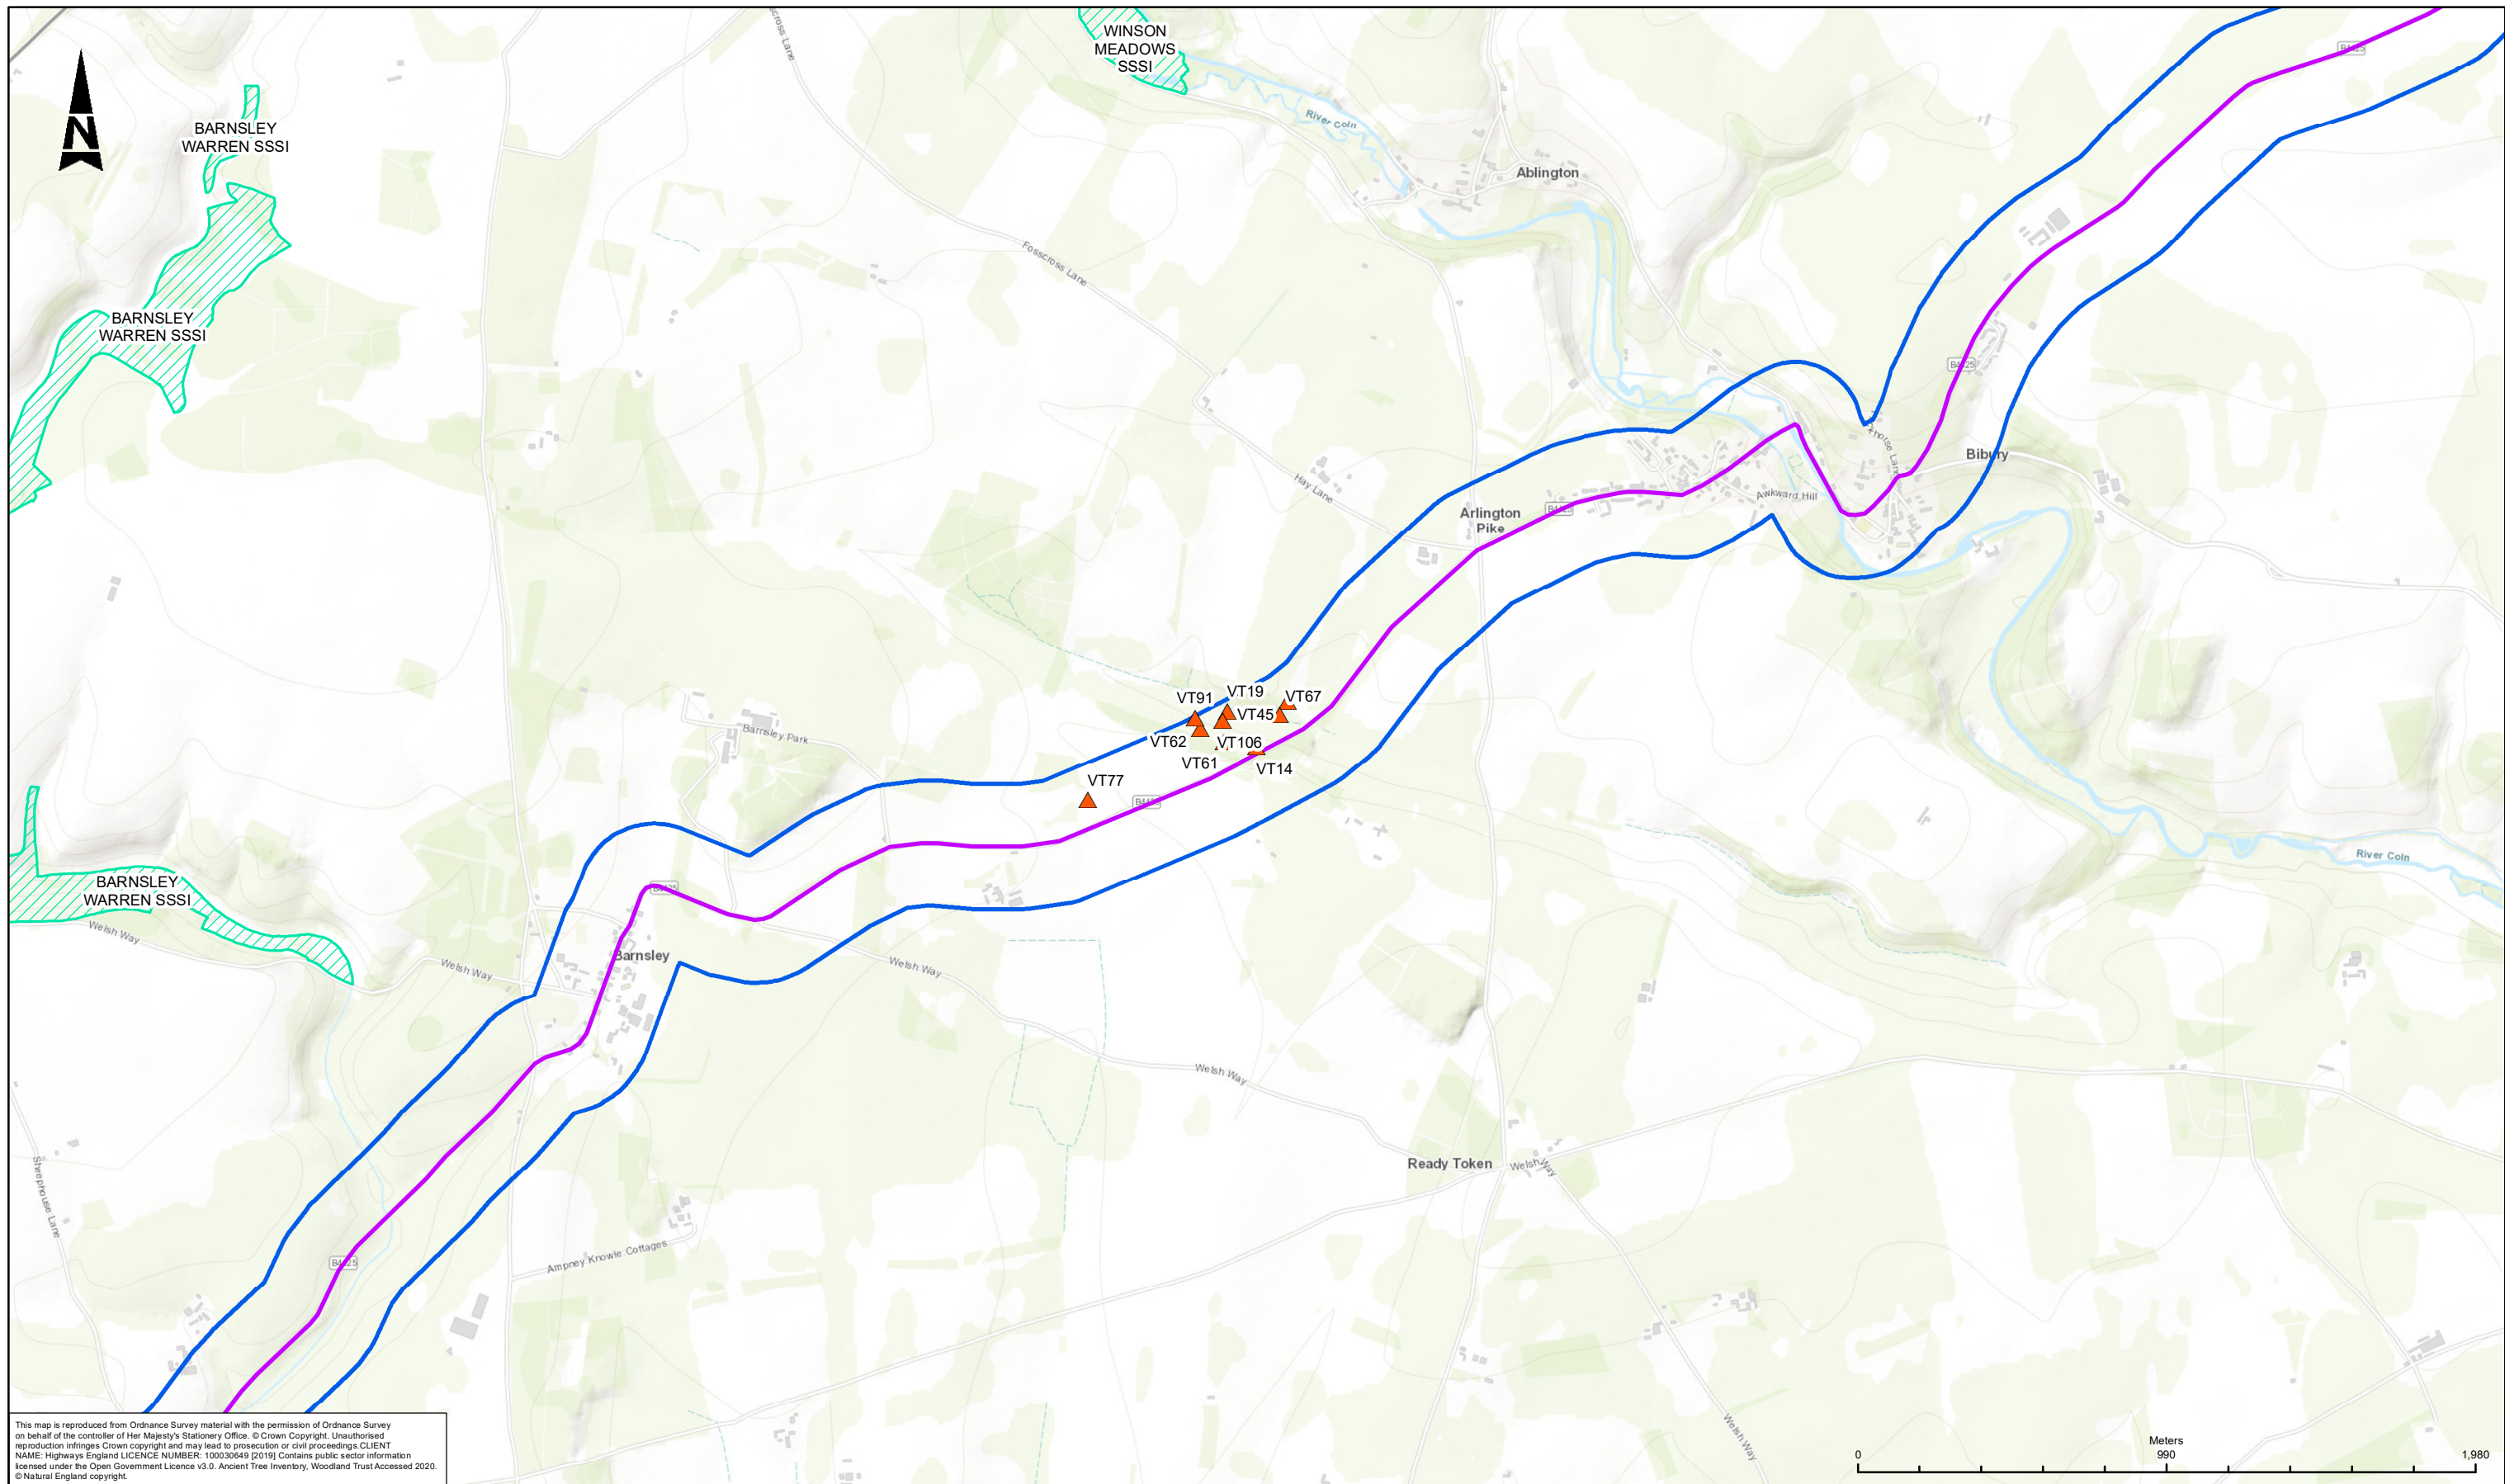 WINSON
MEADOWS
SSSI
N
BARNSLEY
WARREN SSSI
River Coln
Ablington
Fosscross Lane
BARNSLEY
WARREN SSSI
Bibury
Hay Lane
Awkward Hill
Arlington
Pike
VT91
VT19
VT67
VT45
VT62
VT106
VT61
VT14
VT77
Barnsley Park
River Coln
BARNSLEY
WARREN SSSI
Welsh Way
Welsh Way
Barnsley
Welsh Way
Welsh Way
Ready Token
Welsh Way
Sheephouse Lane
Ampney Knowle Cottages
Welsh Way
This map is reproduced from Ordnance Survey material with the permission of Ordnance Survey
on behalf of the controller of Her Majesty's Stationery Office. © Crown Copyright. Unauthorised
reproduction infringes Crown copyright and may lead to prosecution or civil proceedings.CLIENT
NAME: Highways England LICENCE NUMBER: 100030649 [2019] Contains public sector information
licensed under the Open Government Licence v3.0. Ancient Tree Inventory, Woodland Trust Accessed 2020.
© Natural England copyright.
Meters
0 990 1,980